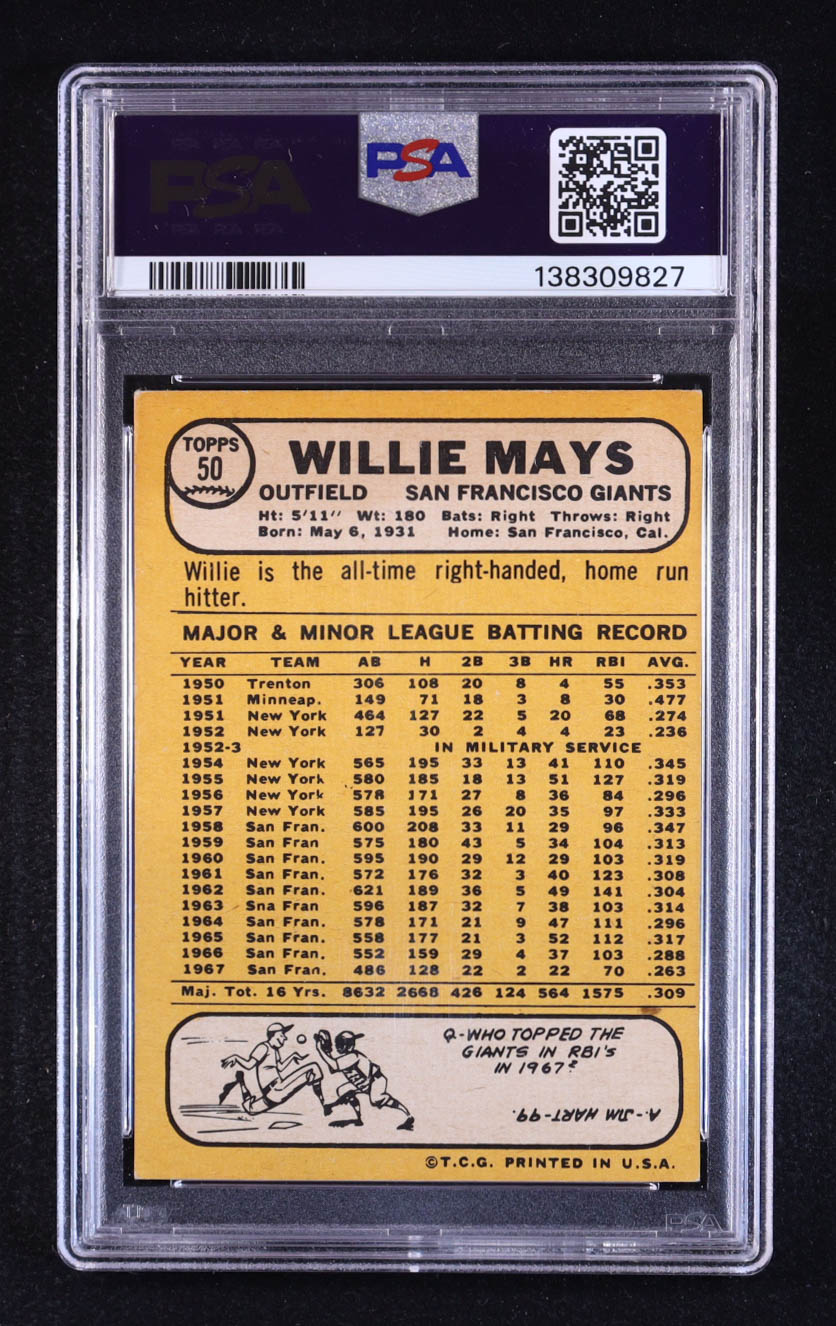 PSA
PSA
138309827
TOPPS
50
WILLIE MAYS
OUTFIELD SAN FRANCISCO GIANTS
Ht: 5'11" Wt: 180 Bats: Right Throws: Right
Born: May 6, 1931 Home: San Francisco, Cal.
Willie is the all-time right-handed, home run
hitter.
MAJOR & MINOR LEAGUE BATTING RECORD
YEAR TEAM AB H 2B 3B HR RBI AVG.
1950 Trenton 306 108 20 8 4 55 .353
1951 Minneap. 149 71 18 3 8 30 .477
1951 New York 464 127 22 5 20 68 .274
1952 New York 127 30 2 4 4 23 .236
1952-3 IN MILITARY SERVICE
1954 New York 565 195 33 13 41 110 .345
1955 New York 580 185 18 13 51 127 .319
1956 New York 578 171 27 8 36 84 .296
1957 New York 585 195 26 20 35 97 .333
1958 San Fran. 600 208 33 11 29 96 .347
1959 San Fran 575 180 43 5 34 104 .313
1960 San Fran. 595 190 29 12 29 103 .319
1961 San Fran. 572 176 32 3 40 123 .308
1962 San Fran. 621 189 36 5 49 141 .304
1963 Sna Fran 596 187 32 7 38 103 .314
1964 San Fran. 578 171 21 9 47 111 .296
1965 San Fran. 558 177 21 3 52 112 .317
1966 San Fran. 552 159 29 4 37 103 .288
1967 San Fran. 486 128 22 2 22 70 .263
Maj. Tot. 16 Yrs. 8632 2668 426 124 564 1575 .309
Q-WHO TOPPED THE
GIANTS IN RBI'S
IN 1967?
A-JIM HART-99.
©T.C.G. PRINTED IN U.S.A.
PSA